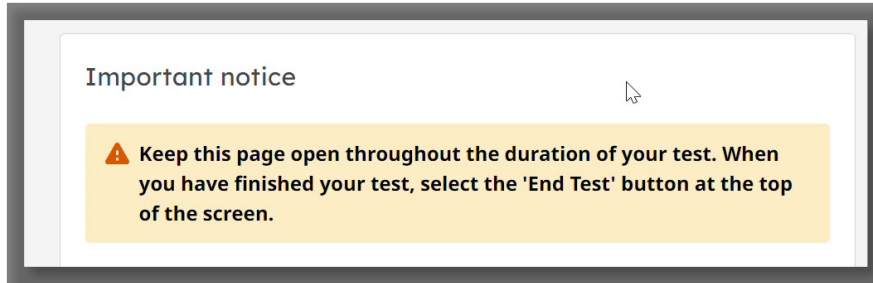 Important notice
Keep this page open throughout the duration of your test. When
you have finished your test, select the 'End Test' button at the top
of the screen.